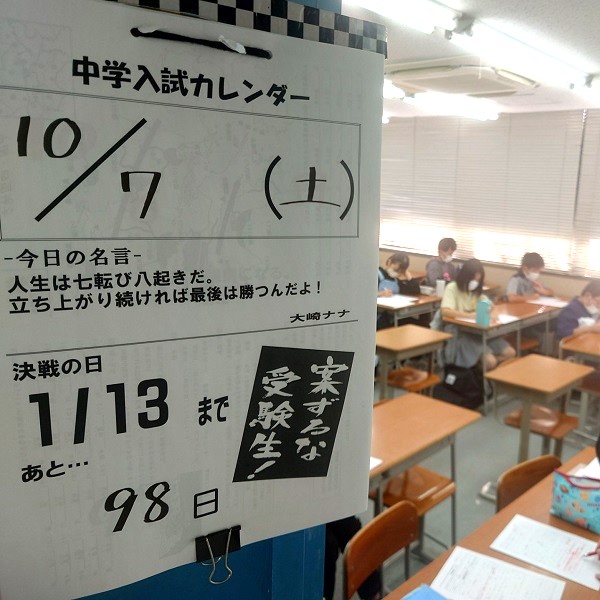 中学入試カレンダー
10/7 (土)
-今日の名言-
人生は七転び八起きだ。
立ち上がり続ければ最後は勝つんだよ！
大崎ナナ
決戦の日
1/13 まで
あと…
98日
案ずるな
受験生！